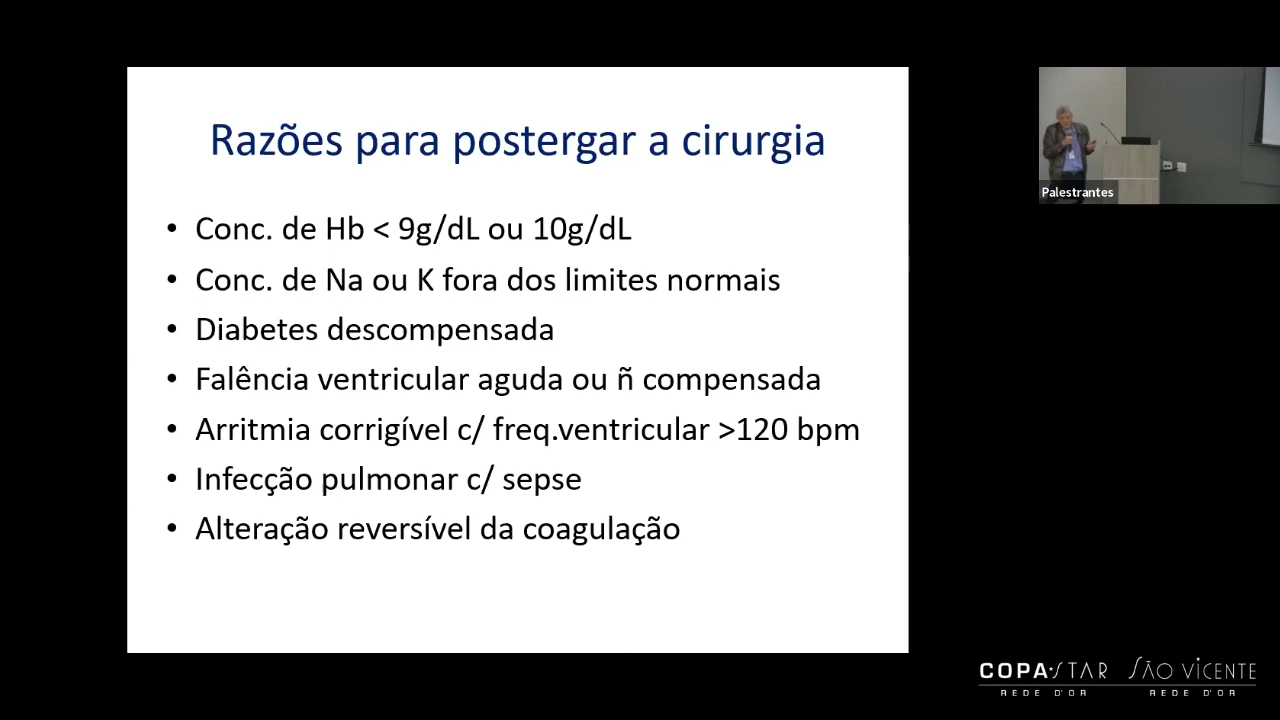 Razões para postergar a cirurgia
• Conc. de Hb < 9g/dL ou 10g/dL
• Conc. de Na ou K fora dos limites normais
• Diabetes descompensada
• Falência ventricular aguda ou ñ compensada
• Arritmia corrigível c/ freq.ventricular >120 bpm
• Infecção pulmonar c/ sepse
• Alteração reversível da coagulação
Palestrantes
COPA STAR SÃO VICENTE
REDE D'OR REDE D'OR